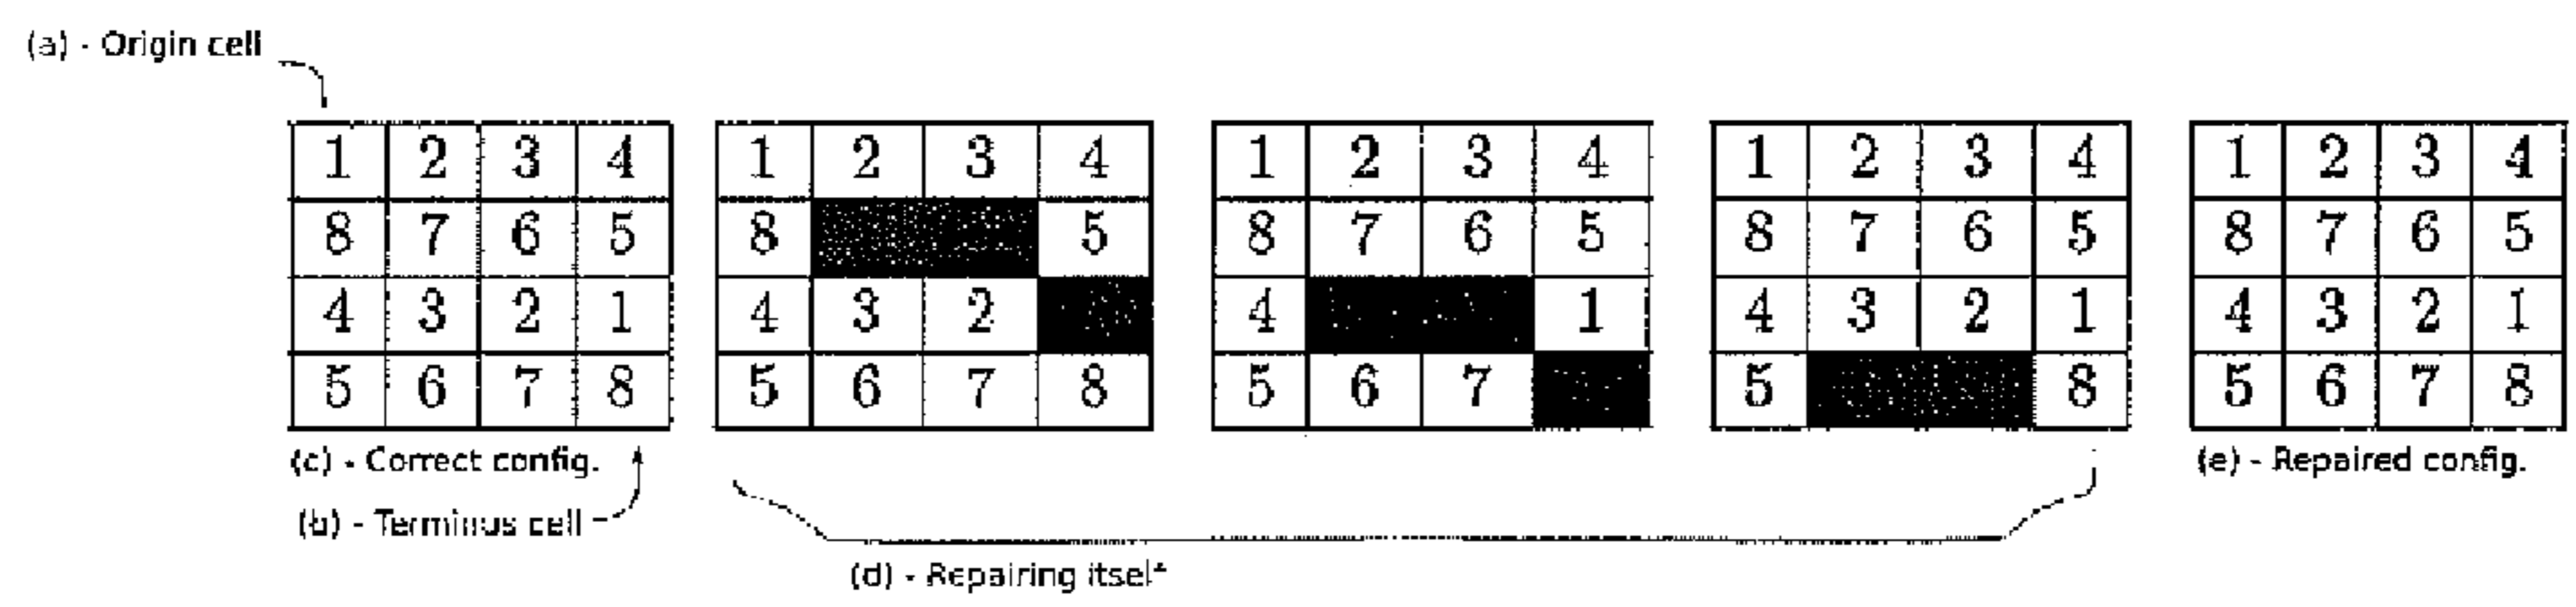 (a) - Origin cell
1 2 3 4 1 2 3 4 1 2 3 4 1 2 3 4 1 2 3 4
8 7 6 5 8 5 8 7 6 5 8 7 6 5 8 7 6 5
4 3 2 1 4 3 2 4 1 4 3 2 1 4 3 2 1
5 6 7 8 5 6 7 8 5 6 7 5 8 5 6 7 8
(c) - Correct config. (e) - Repaired config.
(b) - Terminus cell
(d) - Repairing itself